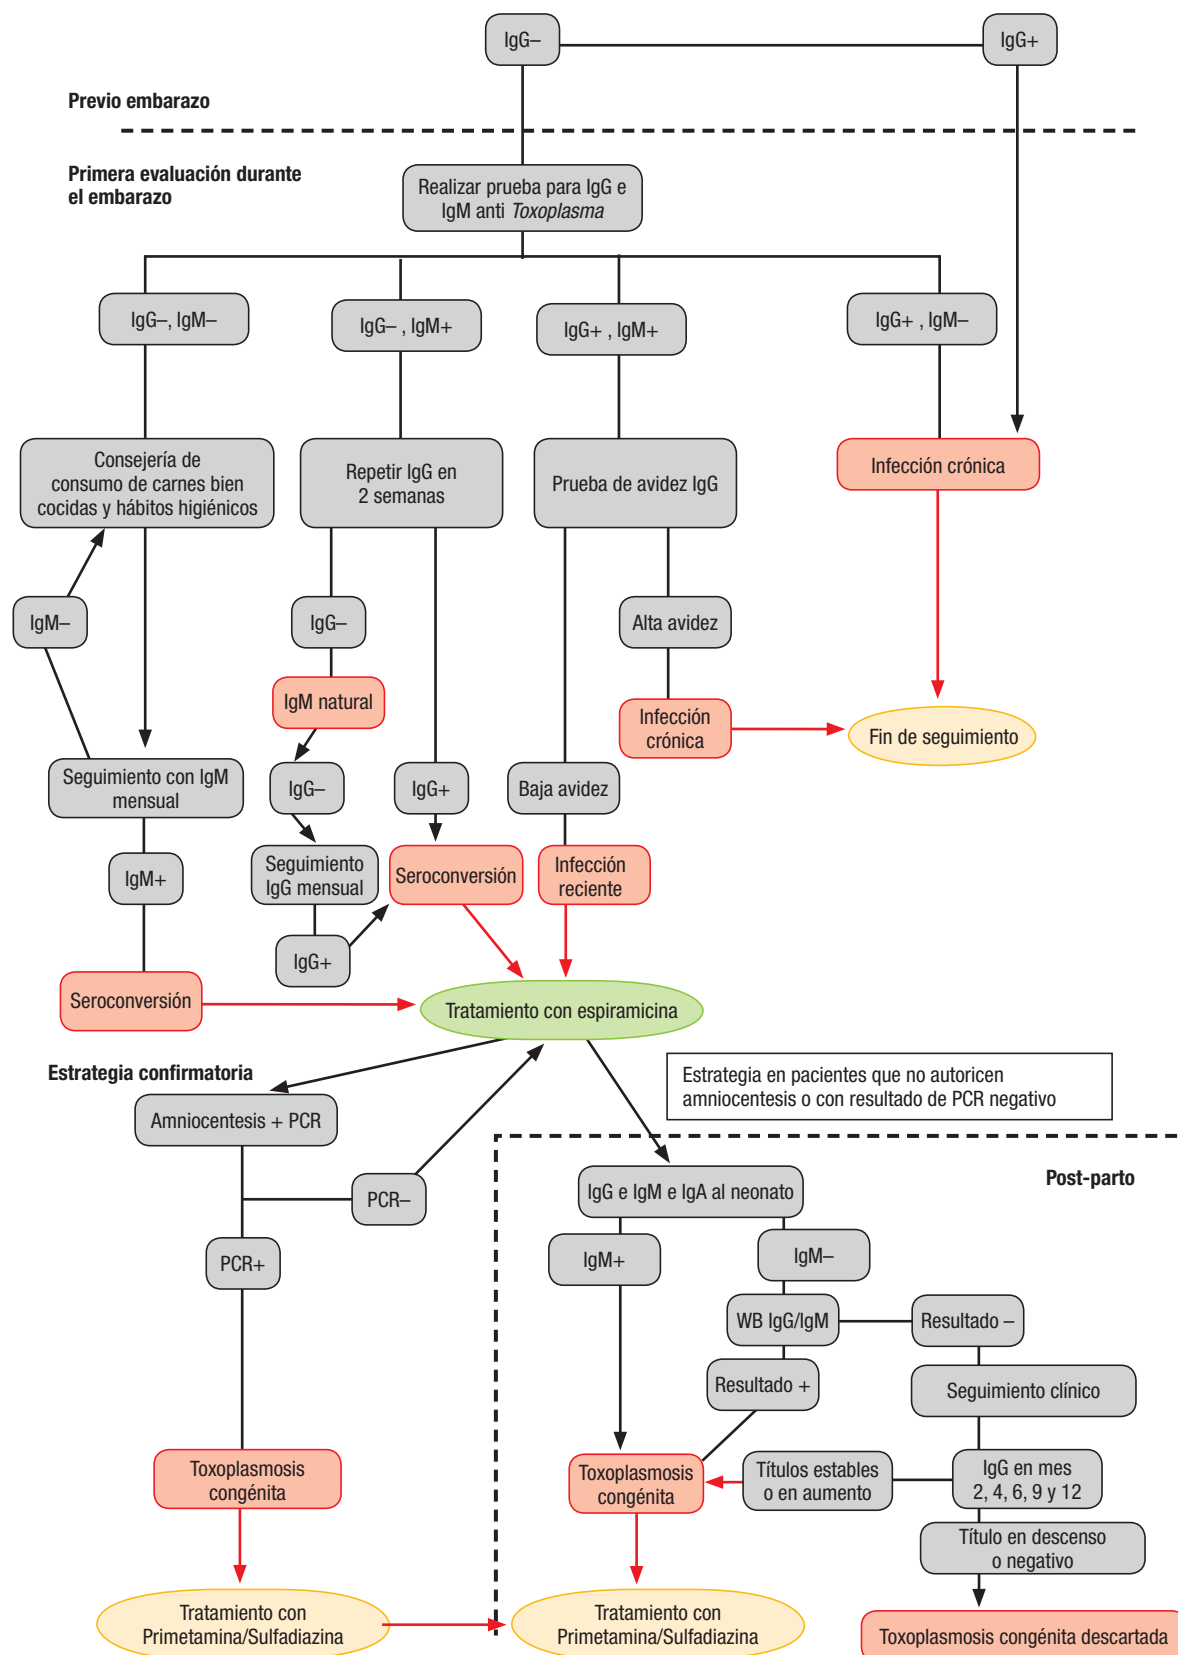 IgG–
IgG+
Previo embarazo
Primera evaluación durante
el embarazo
Realizar prueba para IgG e
IgM anti Toxoplasma
IgG–, IgM–
IgG– , IgM+
IgG+ , IgM+
IgG+ , IgM–
Consejería de
consumo de carnes bien
cocidas y hábitos higiénicos
Repetir IgG en
2 semanas
Prueba de avidez IgG
Infección crónica
IgM–
IgG–
Alta avidez
IgM natural
Infección
crónica
Fin de seguimiento
Seguimiento con IgM
mensual
IgG–
IgG+
Baja avidez
IgM+
Seguimiento
IgG mensual
Seroconversión
Infección
reciente
IgG+
Seroconversión
Tratamiento con espiramicina
Estrategia confirmatoria
Estrategia en pacientes que no autoricen
amniocentesis o con resultado de PCR negativo
Amniocentesis + PCR
Post-parto
PCR–
IgG e IgM e IgA al neonato
PCR+
IgM+
IgM–
WB IgG/IgM
Resultado –
Resultado +
Seguimiento clínico
Toxoplasmosis
congénita
Toxoplasmosis
congénita
Títulos estables
o en aumento
IgG en mes
2, 4, 6, 9 y 12
Título en descenso
o negativo
Tratamiento con
Primetamina/Sulfadiazina
Tratamiento con
Primetamina/Sulfadiazina
Toxoplasmosis congénita descartada